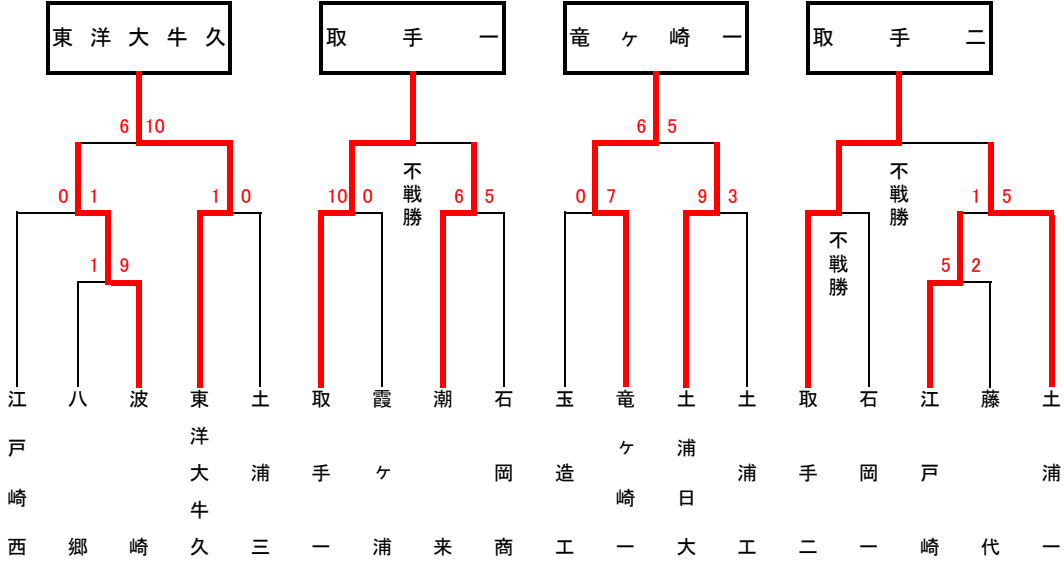 東洋大牛久
取手一
竜ヶ崎一
取手二
6 10
6 5
不戦勝
不戦勝
0 1
1 0
10 0
6 5
0 7
9 3
1 5
不戦勝
1 9
5 2
江戸崎西
八郷
波崎
東洋大牛久
土浦三
取手一
霞ヶ浦
潮来
石岡商
玉造工
竜ヶ崎一
土浦日大
土浦工
取手二
石岡一
江戸崎
藤代
土浦一